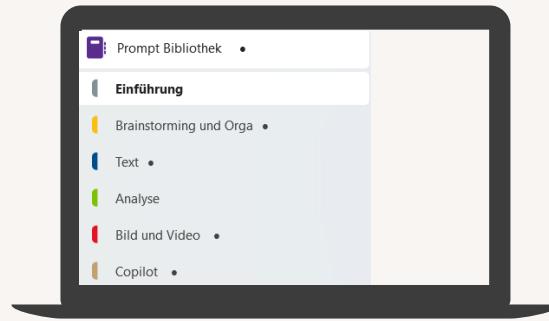 Prompt Bibliothek •
Einführung
Brainstorming und Orga •
Text •
Analyse
Bild und Video •
Copilot •